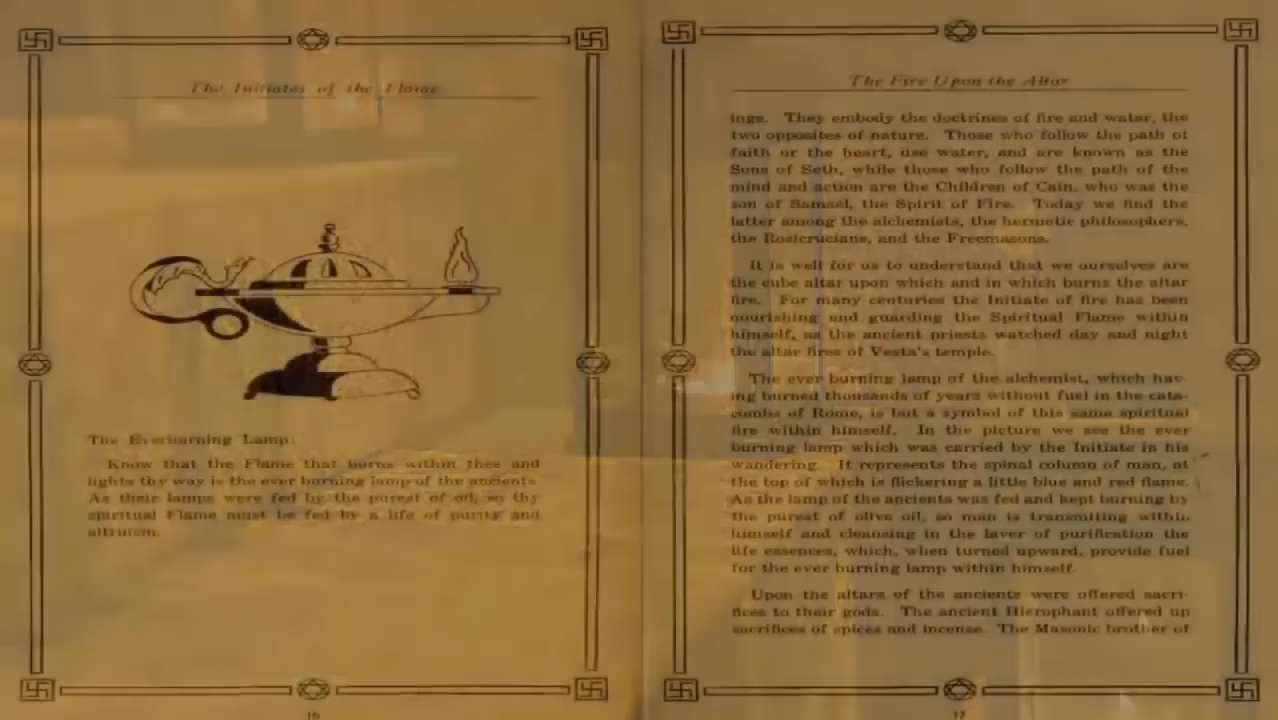 The Initiates of the Flame
The Everburning Lamp:
Know that the Flame that burns within thee and
lights thy way is the ever burning lamp of the ancients.
As their lamps were fed by the purest of oil, so thy
spiritual Flame must be fed by a life of purity and
altruism.
16
The Fire Upon the Altar
ings. They embody the doctrines of fire and water, the
two opposites of nature. Those who follow the path of
faith or the heart, use water, and are known as the
Sons of Seth, while those who follow the path of the
mind and action are the Children of Cain, who was the
son of Samael, the Spirit of Fire. Today we find the
latter among the alchemists, the hermetic philosophers,
the Rosicrucians, and the Freemasons.
It is well for us to understand that we ourselves are
the cube altar upon which and in which burns the altar
fire. For many centuries the Initiate of fire has been
nourishing and guarding the Spiritual Flame within
himself, as the ancient priests watched day and night
the altar fires of Vesta's temple.
The ever burning lamp of the alchemist, which hav-
ing burned thousands of years without fuel in the cata-
combs of Rome, is but a symbol of this same spiritual
fire within himself. In the picture we see the ever
burning lamp which was carried by the Initiate in his
wandering. It represents the spinal column of man, at
the top of which is flickering a little blue and red flame.
As the lamp of the ancients was fed and kept burning by
the purest of olive oil, so man is transmiting within
himself and cleansing in the laver of purification the
life essences, which, when turned upward, provide fuel
for the ever burning lamp within himself.
Upon the altars of the ancients were offered sacri-
fices to their gods. The ancient Hierophant offered up
sacrifices of spices and incense. The Masonic brother of
17